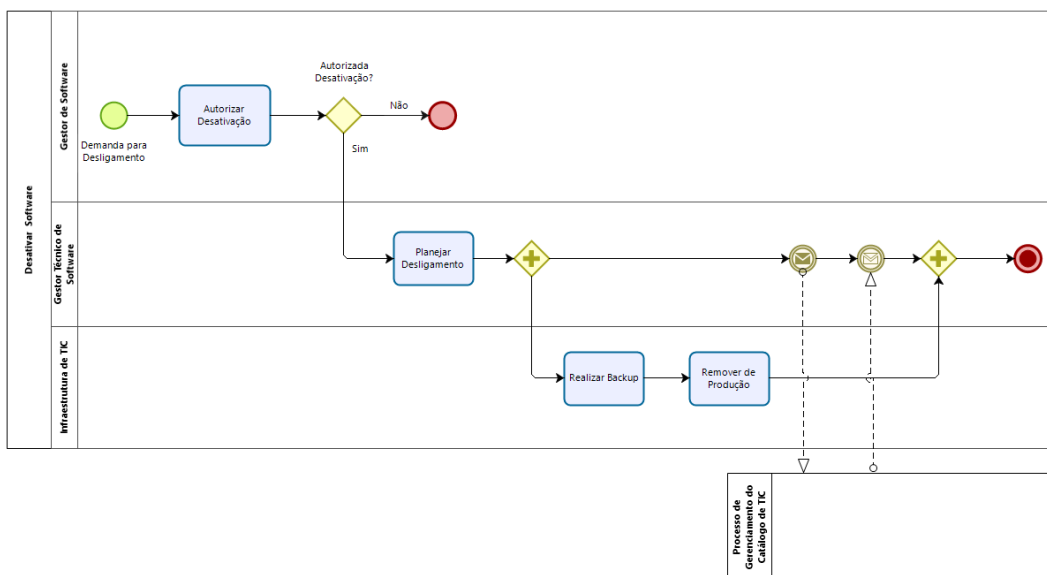 Desativar Software
Gestor de Software
Demanda para
Desligamento
Autorizar
Desativação
Autorizada
Desativação?
Não
Sim
Gestor Técnico de
Software
Planejar
Desligamento
Infraestrutura de TIC
Realizar Backup
Remover de
Produção
Processo de
Gerenciamento do
Catálogo de TIC